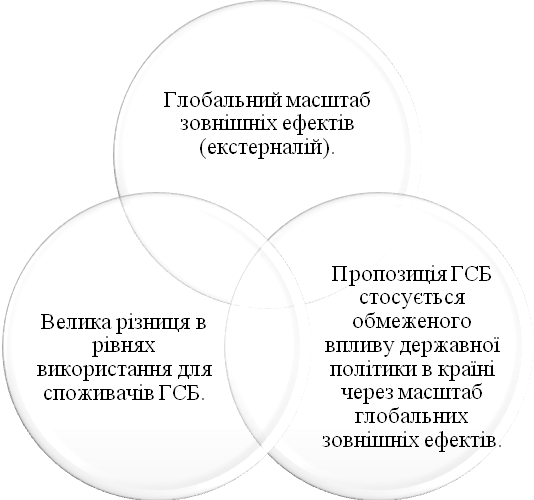 Глобальний масштаб
зовнішніх ефектів
(екстерналій).
Велика різниця в
рівнях
використання для
споживачів ГСБ.
Пропозиція ГСБ
стосується
обмеженого
впливу державної
політики в країні
через масштаб
глобальних
зовнішніх ефектів.